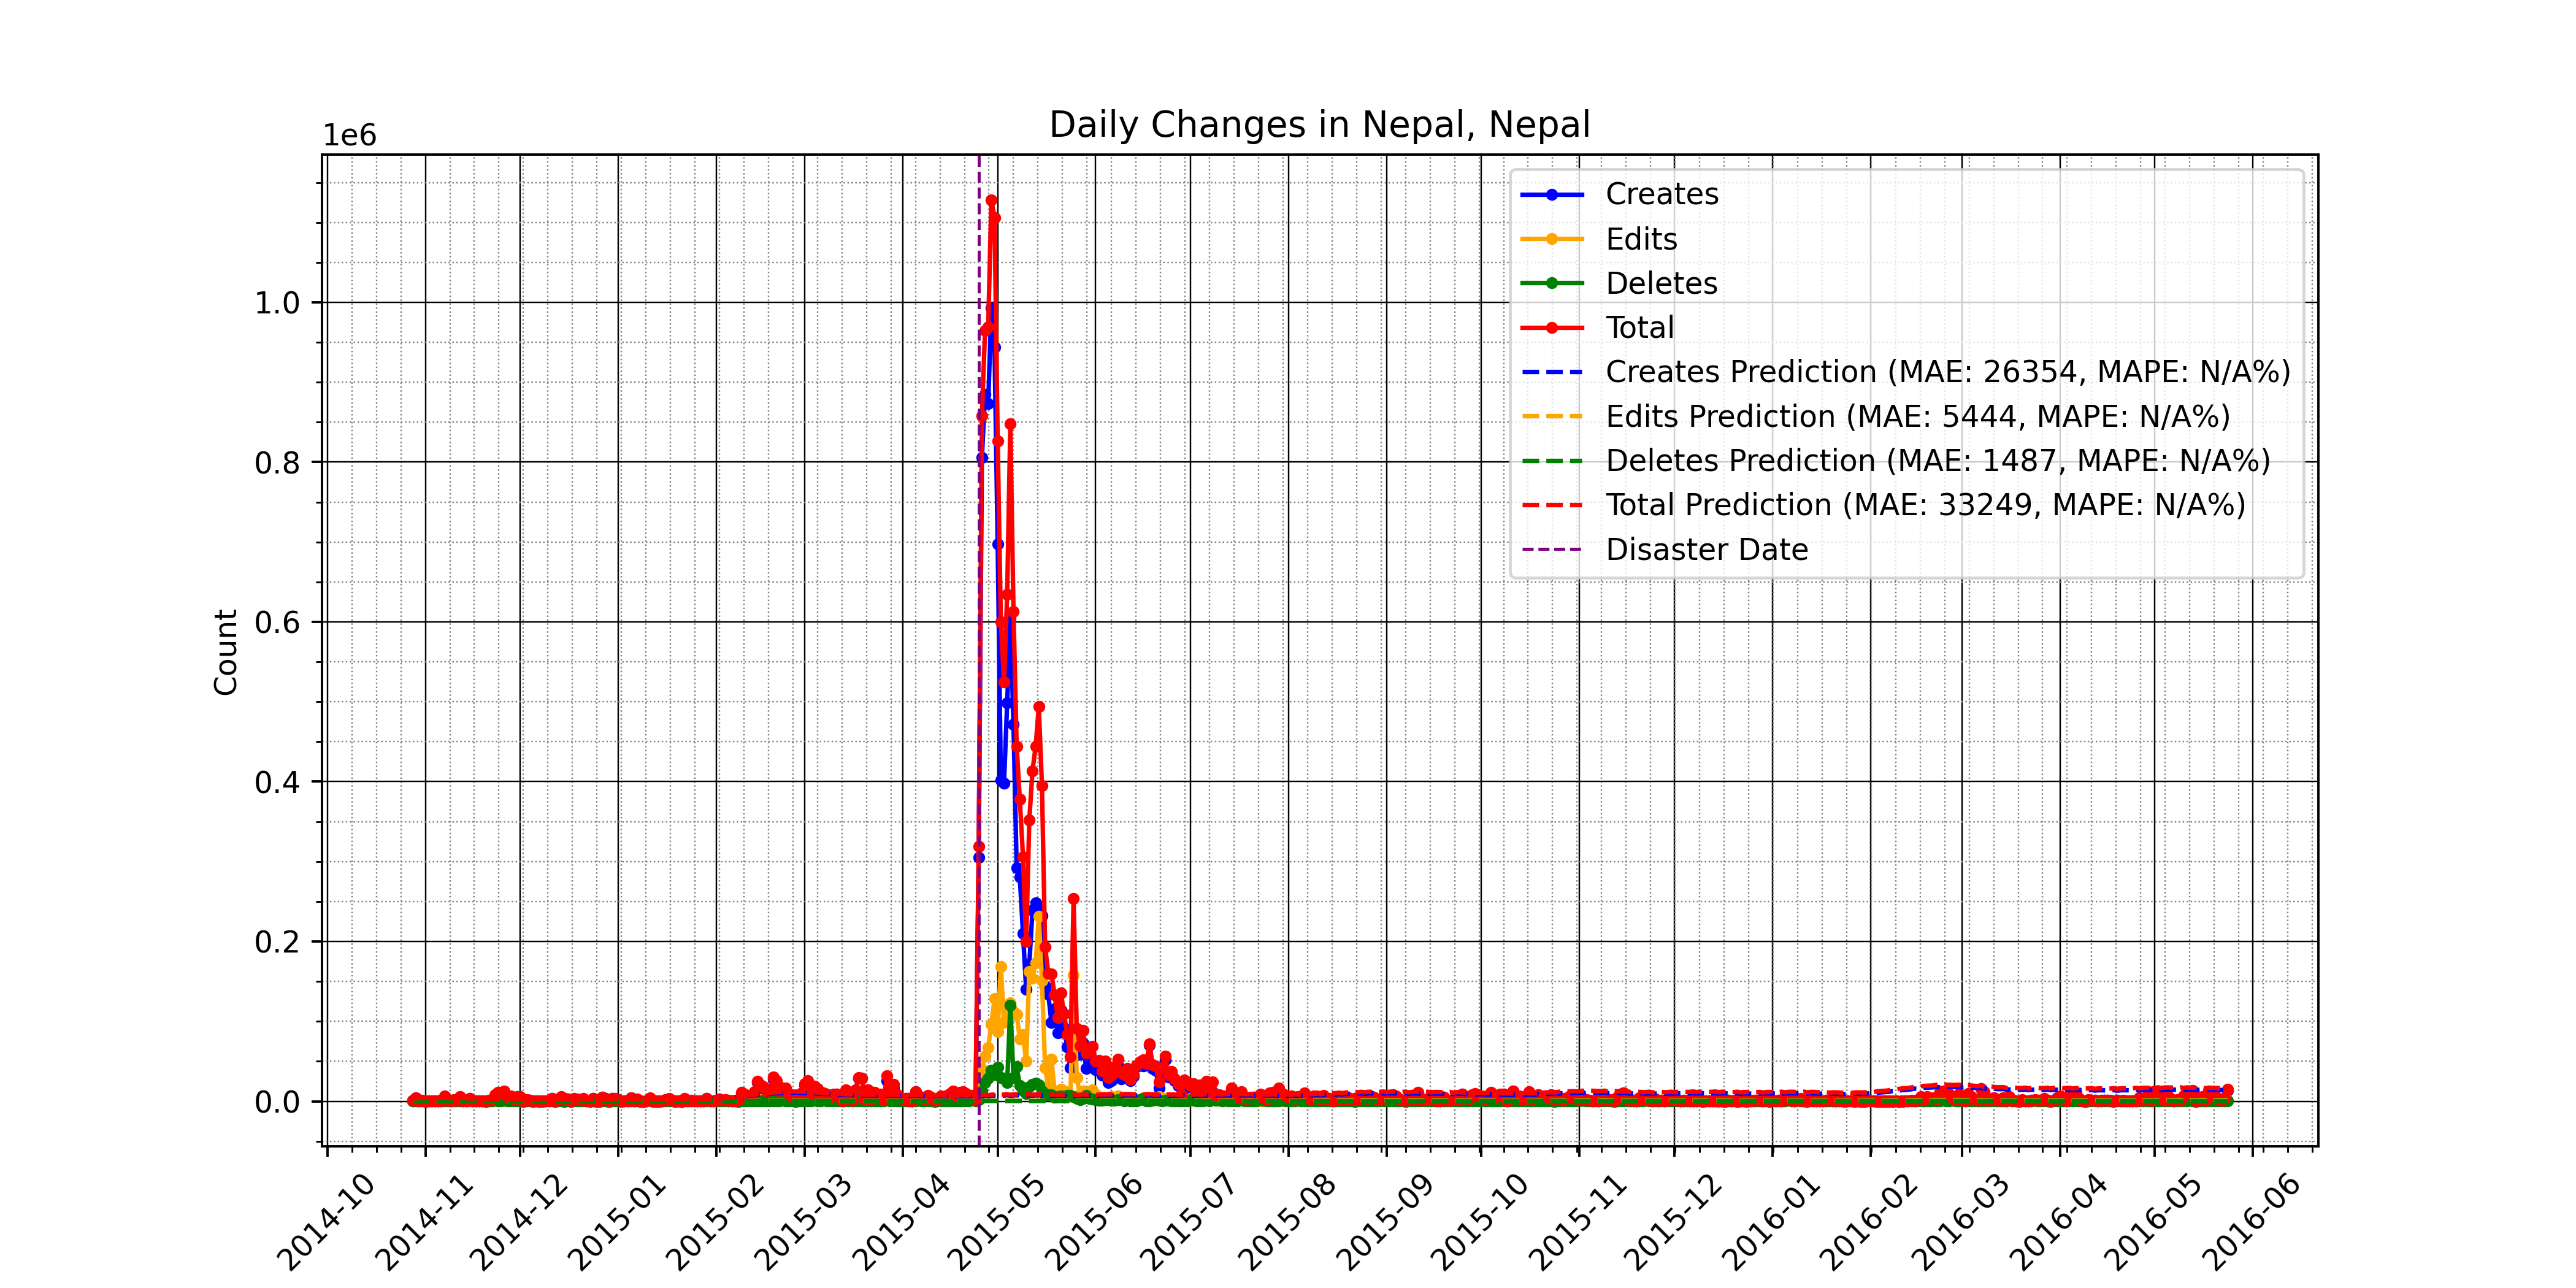 Daily Changes in Nepal, Nepal
1e6
Creates
Edits
Deletes
Total
Creates Prediction (MAE: 26354, MAPE: N/A%)
Edits Prediction (MAE: 5444, MAPE: N/A%)
Deletes Prediction (MAE: 1487, MAPE: N/A%)
Total Prediction (MAE: 33249, MAPE: N/A%)
Disaster Date
1.0
0.8
0.6
0.4
0.2
0.0
Count
2014-10
2014-11
2014-12
2015-01
2015-02
2015-03
2015-04
2015-05
2015-06
2015-07
2015-08
2015-09
2015-10
2015-11
2015-12
2016-01
2016-02
2016-03
2016-04
2016-05
2016-06